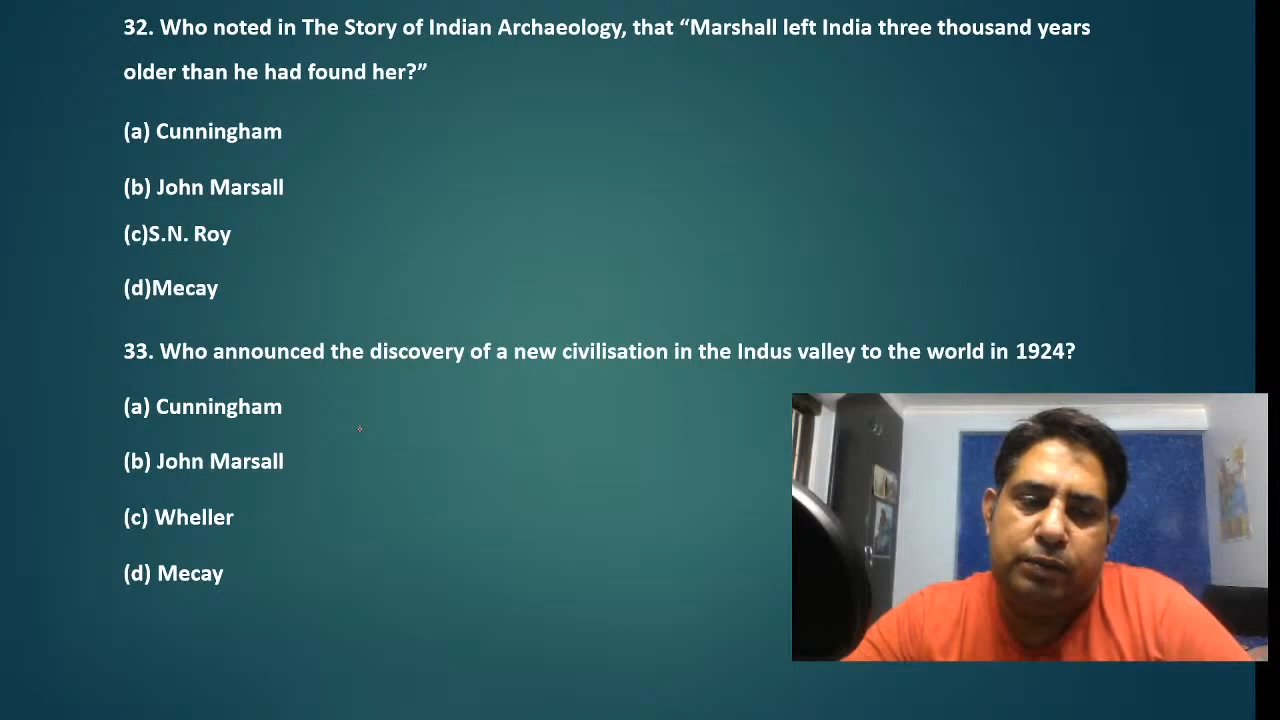 32. Who noted in The Story of Indian Archaeology, that “Marshall left India three thousand years
older than he had found her?”
(a) Cunningham
(b) John Marsall
(c)S.N. Roy
(d)Mecay
33. Who announced the discovery of a new civilisation in the Indus valley to the world in 1924?
(a) Cunningham
(b) John Marsall
(c) Wheller
(d) Mecay